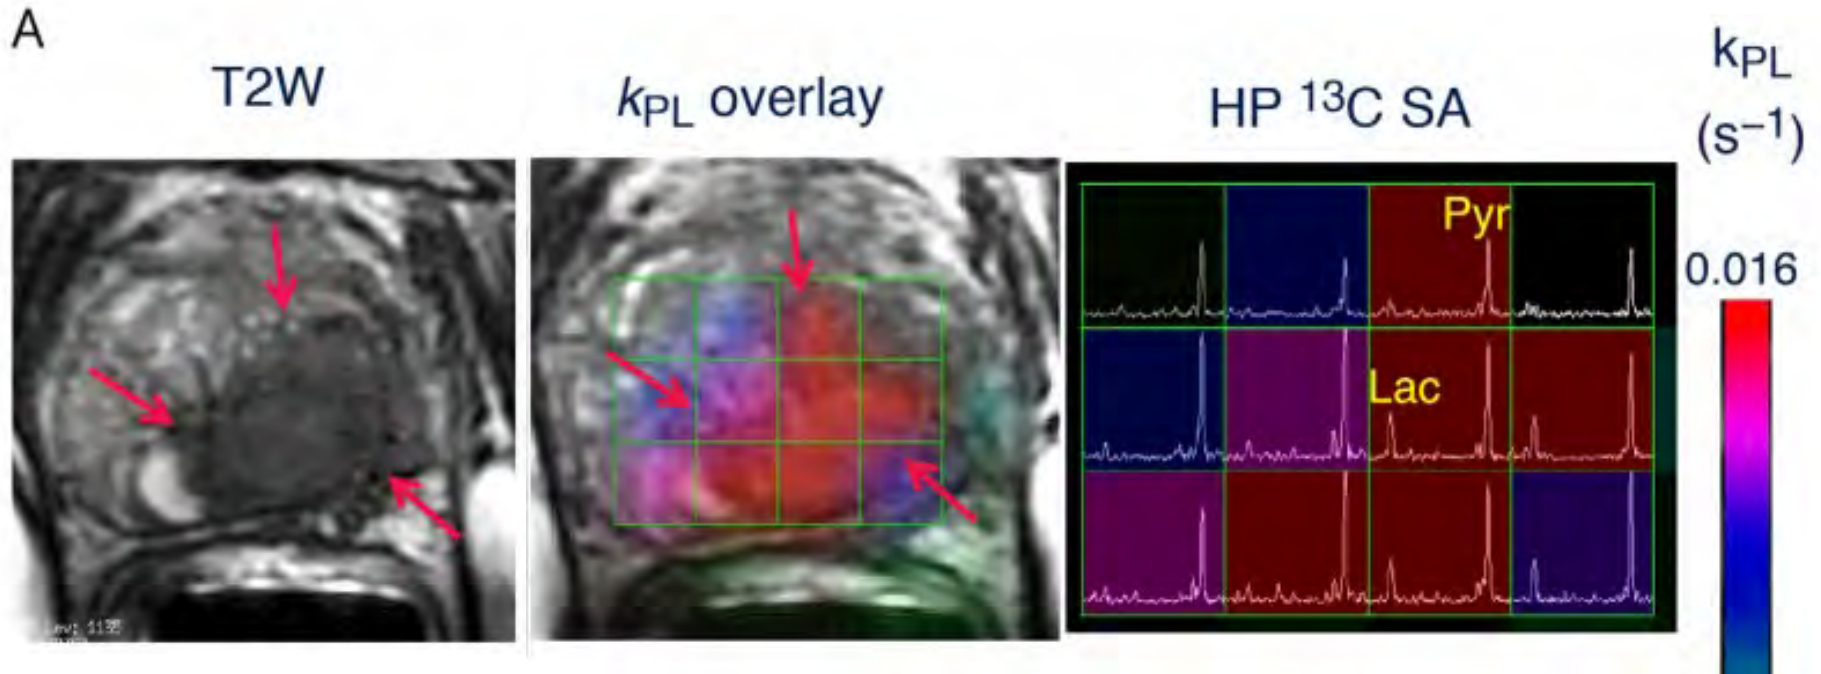 A
T2W
kPL overlay
HP ¹³C SA
kPL
(s⁻¹)
Pyr
0.016
Lac